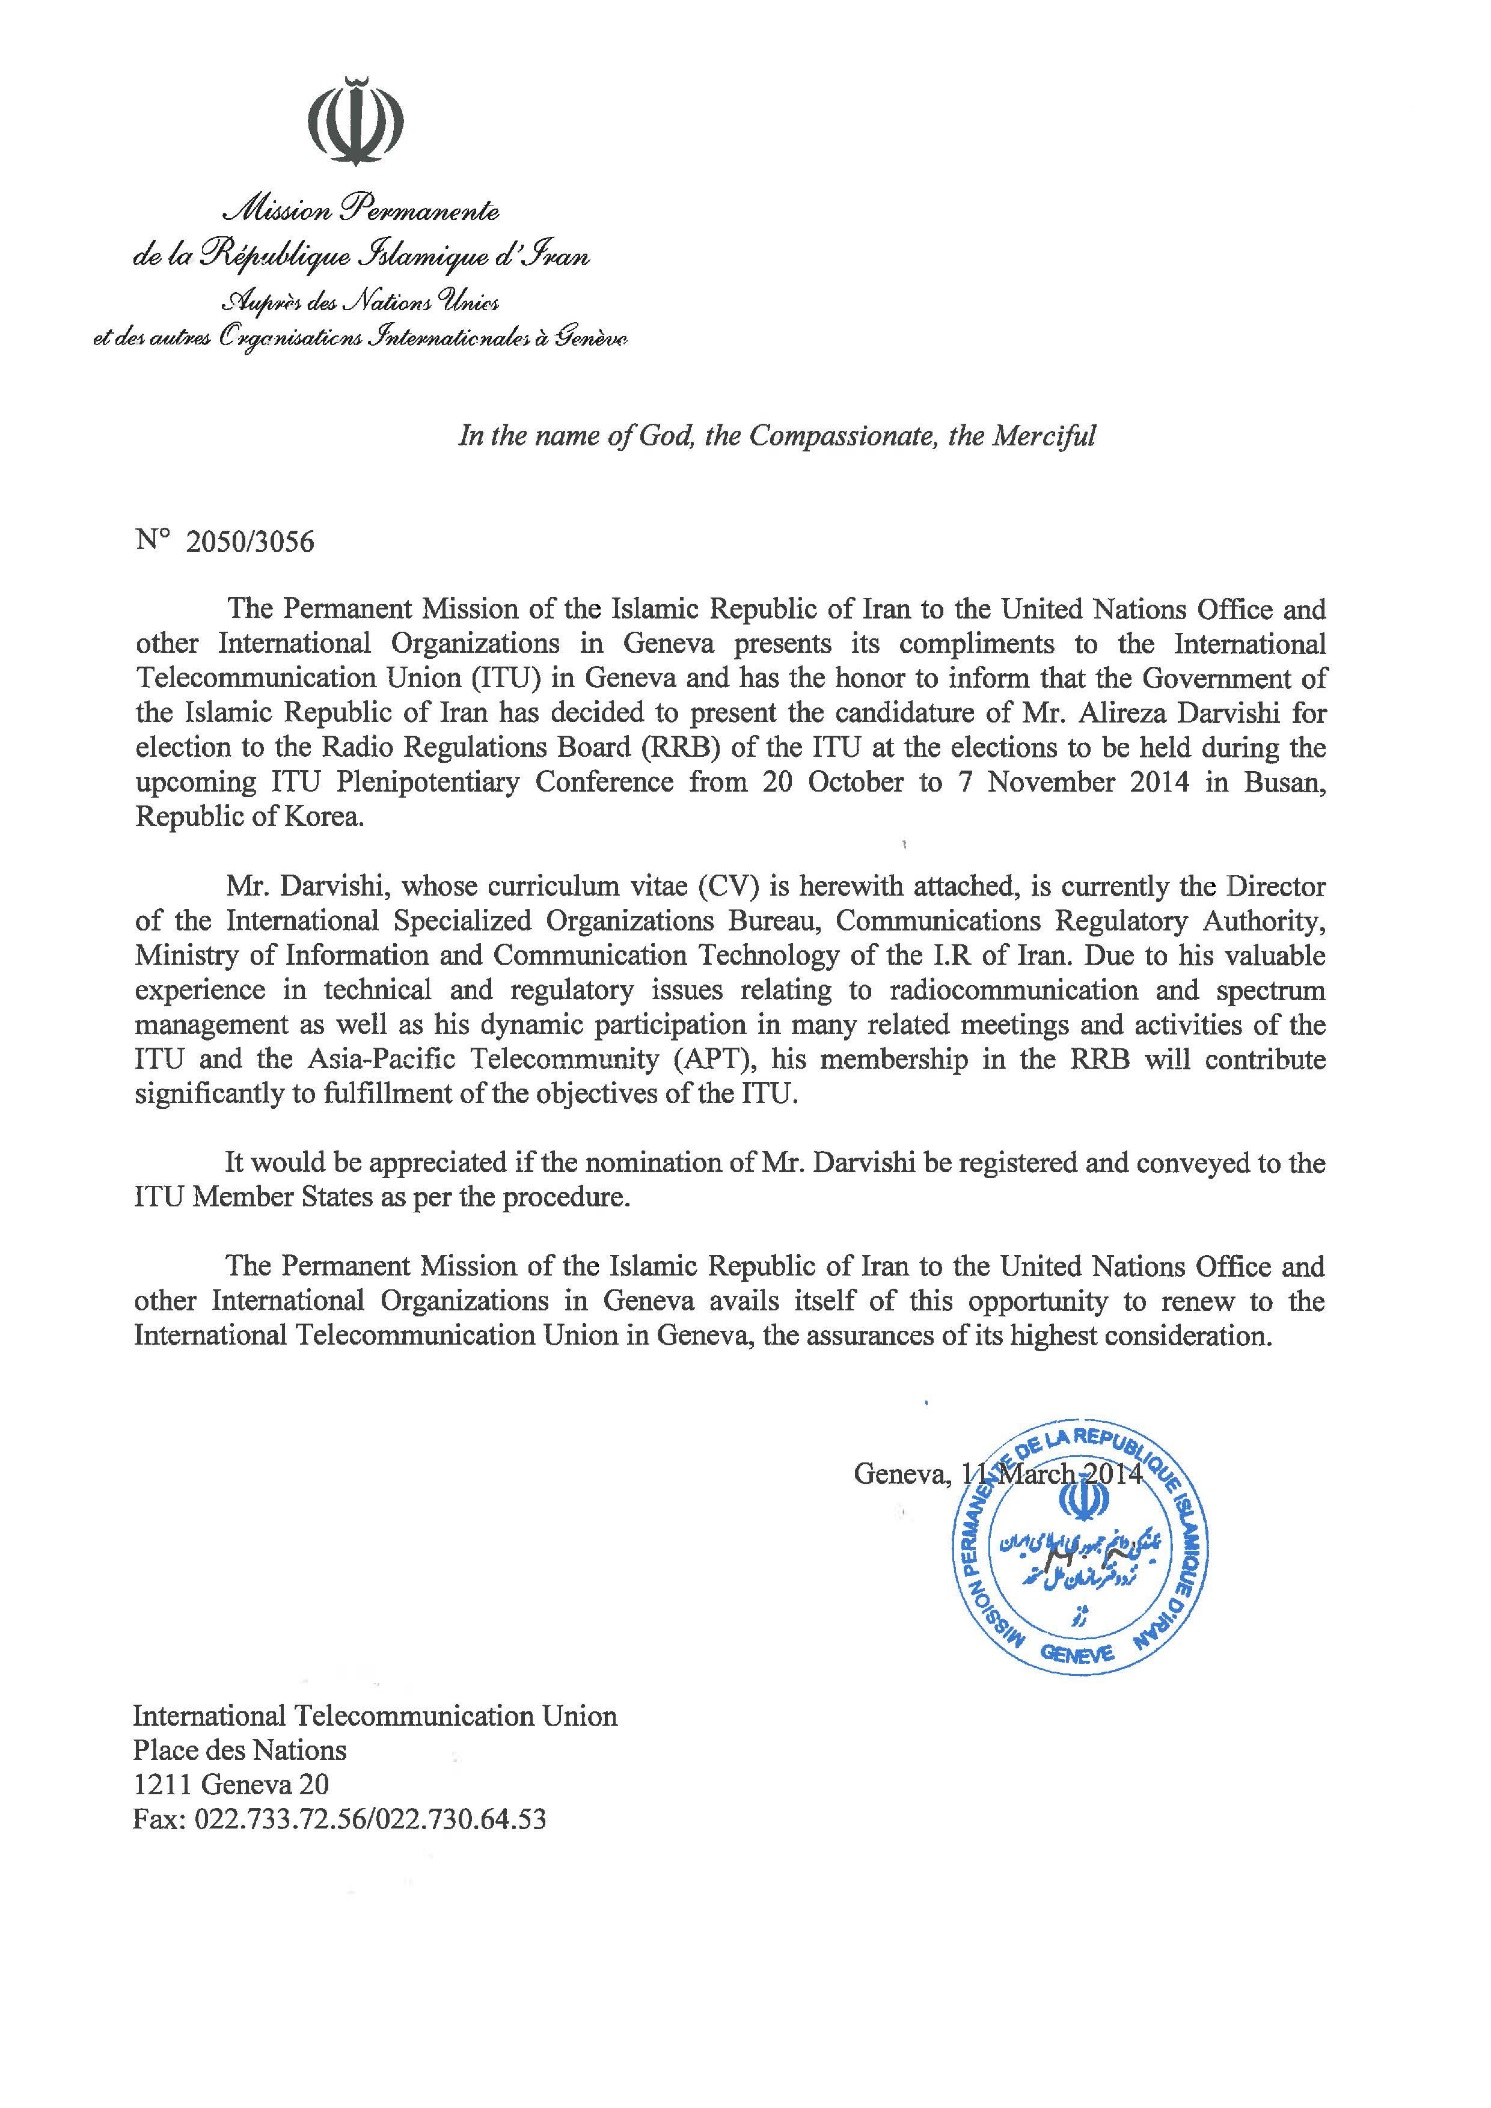 Mission Permanente
de la République Islamique d'Iran
Auprès des Nations Unies
et des autres Organisations Internationales à Genève
In the name of God, the Compassionate, the Merciful
N° 2050/3056
The Permanent Mission of the Islamic Republic of Iran to the United Nations Office and
other International Organizations in Geneva presents its compliments to the International
Telecommunication Union (ITU) in Geneva and has the honor to inform that the Government of
the Islamic Republic of Iran has decided to present the candidature of Mr. Alireza Darvishi for
election to the Radio Regulations Board (RRB) of the ITU at the elections to be held during the
upcoming ITU Plenipotentiary Conference from 20 October to 7 November 2014 in Busan,
Republic of Korea.
Mr. Darvishi, whose curriculum vitae (CV) is herewith attached, is currently the Director
of the International Specialized Organizations Bureau, Communications Regulatory Authority,
Ministry of Information and Communication Technology of the I.R of Iran. Due to his valuable
experience in technical and regulatory issues relating to radiocommunication and spectrum
management as well as his dynamic participation in many related meetings and activities of the
ITU and the Asia-Pacific Telecommunity (APT), his membership in the RRB will contribute
significantly to fulfillment of the objectives of the ITU.
It would be appreciated if the nomination of Mr. Darvishi be registered and conveyed to the
ITU Member States as per the procedure.
The Permanent Mission of the Islamic Republic of Iran to the United Nations Office and
other International Organizations in Geneva avails itself of this opportunity to renew to the
International Telecommunication Union in Geneva, the assurances of its highest consideration.
Geneva, 11 March 2014
MISSION PERMANENTE DE LA REPUBLIQUE ISLAMIQUE D'IRAN
نمایندگی دائم جمهوری اسلامی ایران
نزد دفتر سازمان ملل متحد
ژنو
GENEVE
International Telecommunication Union
Place des Nations
1211 Geneva 20
Fax: 022.733.72.56/022.730.64.53